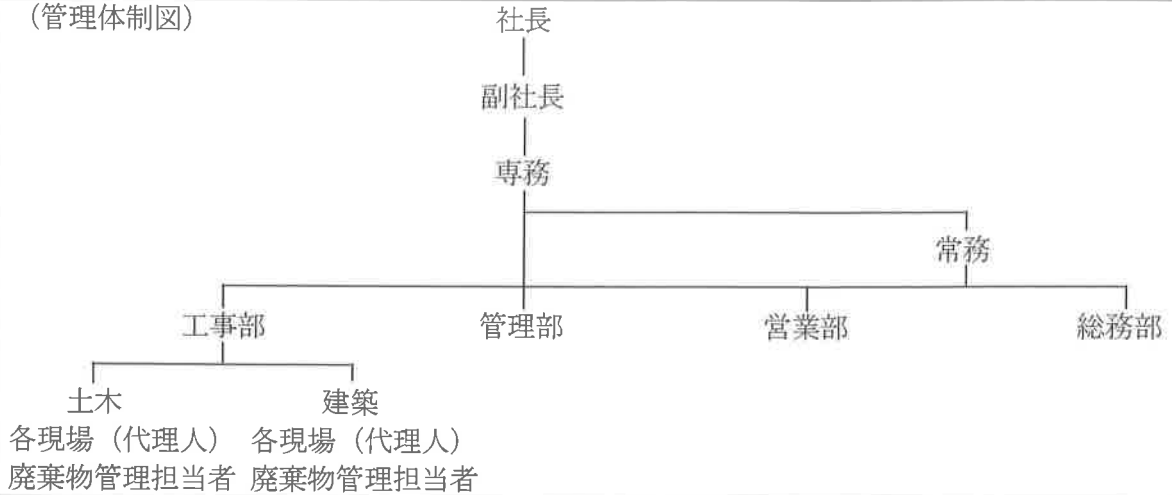 （管理体制図）
社長
副社長
専務
常務
工事部
管理部
営業部
総務部
土木
建築
各現場（代理人）
各現場（代理人）
廃棄物管理担当者
廃棄物管理担当者